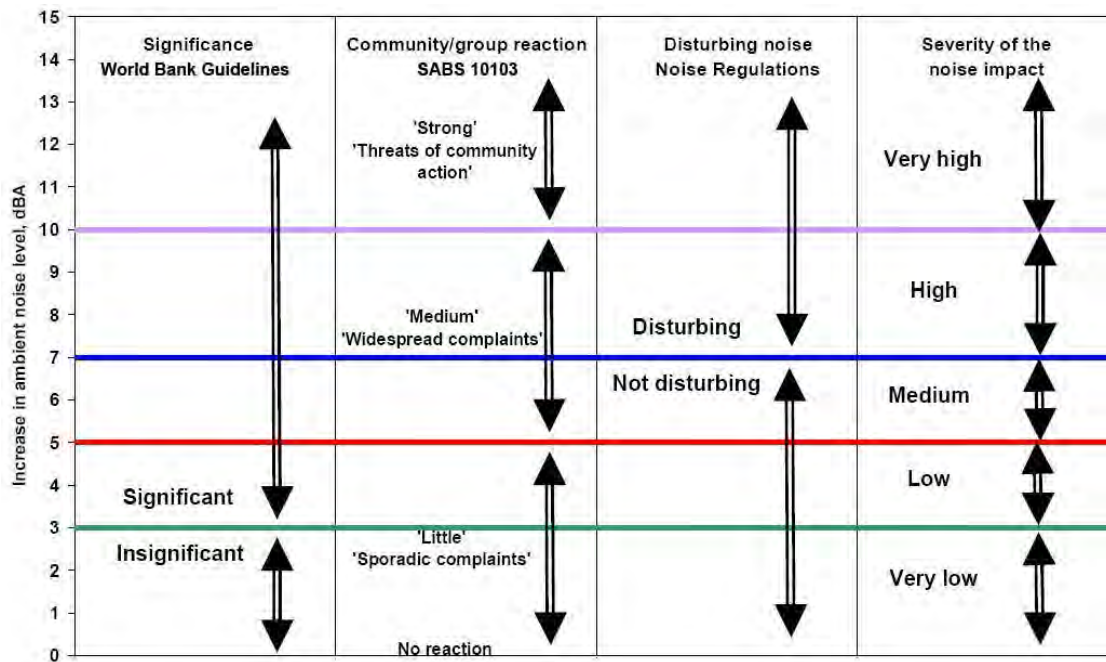 15
14
13
12
11
10
9
8
7
6
5
4
3
2
1
0
Increase in ambient noise level, dBA
Significance
World Bank Guidelines
Significant
Insignificant
Community/group reaction
SABS 10103
'Strong'
'Threats of community
action'
'Medium'
'Widespread complaints'
'Little'
'Sporadic complaints'
No reaction
Disturbing noise
Noise Regulations
Disturbing
Not disturbing
Severity of the
noise impact
Very high
High
Medium
Low
Very low